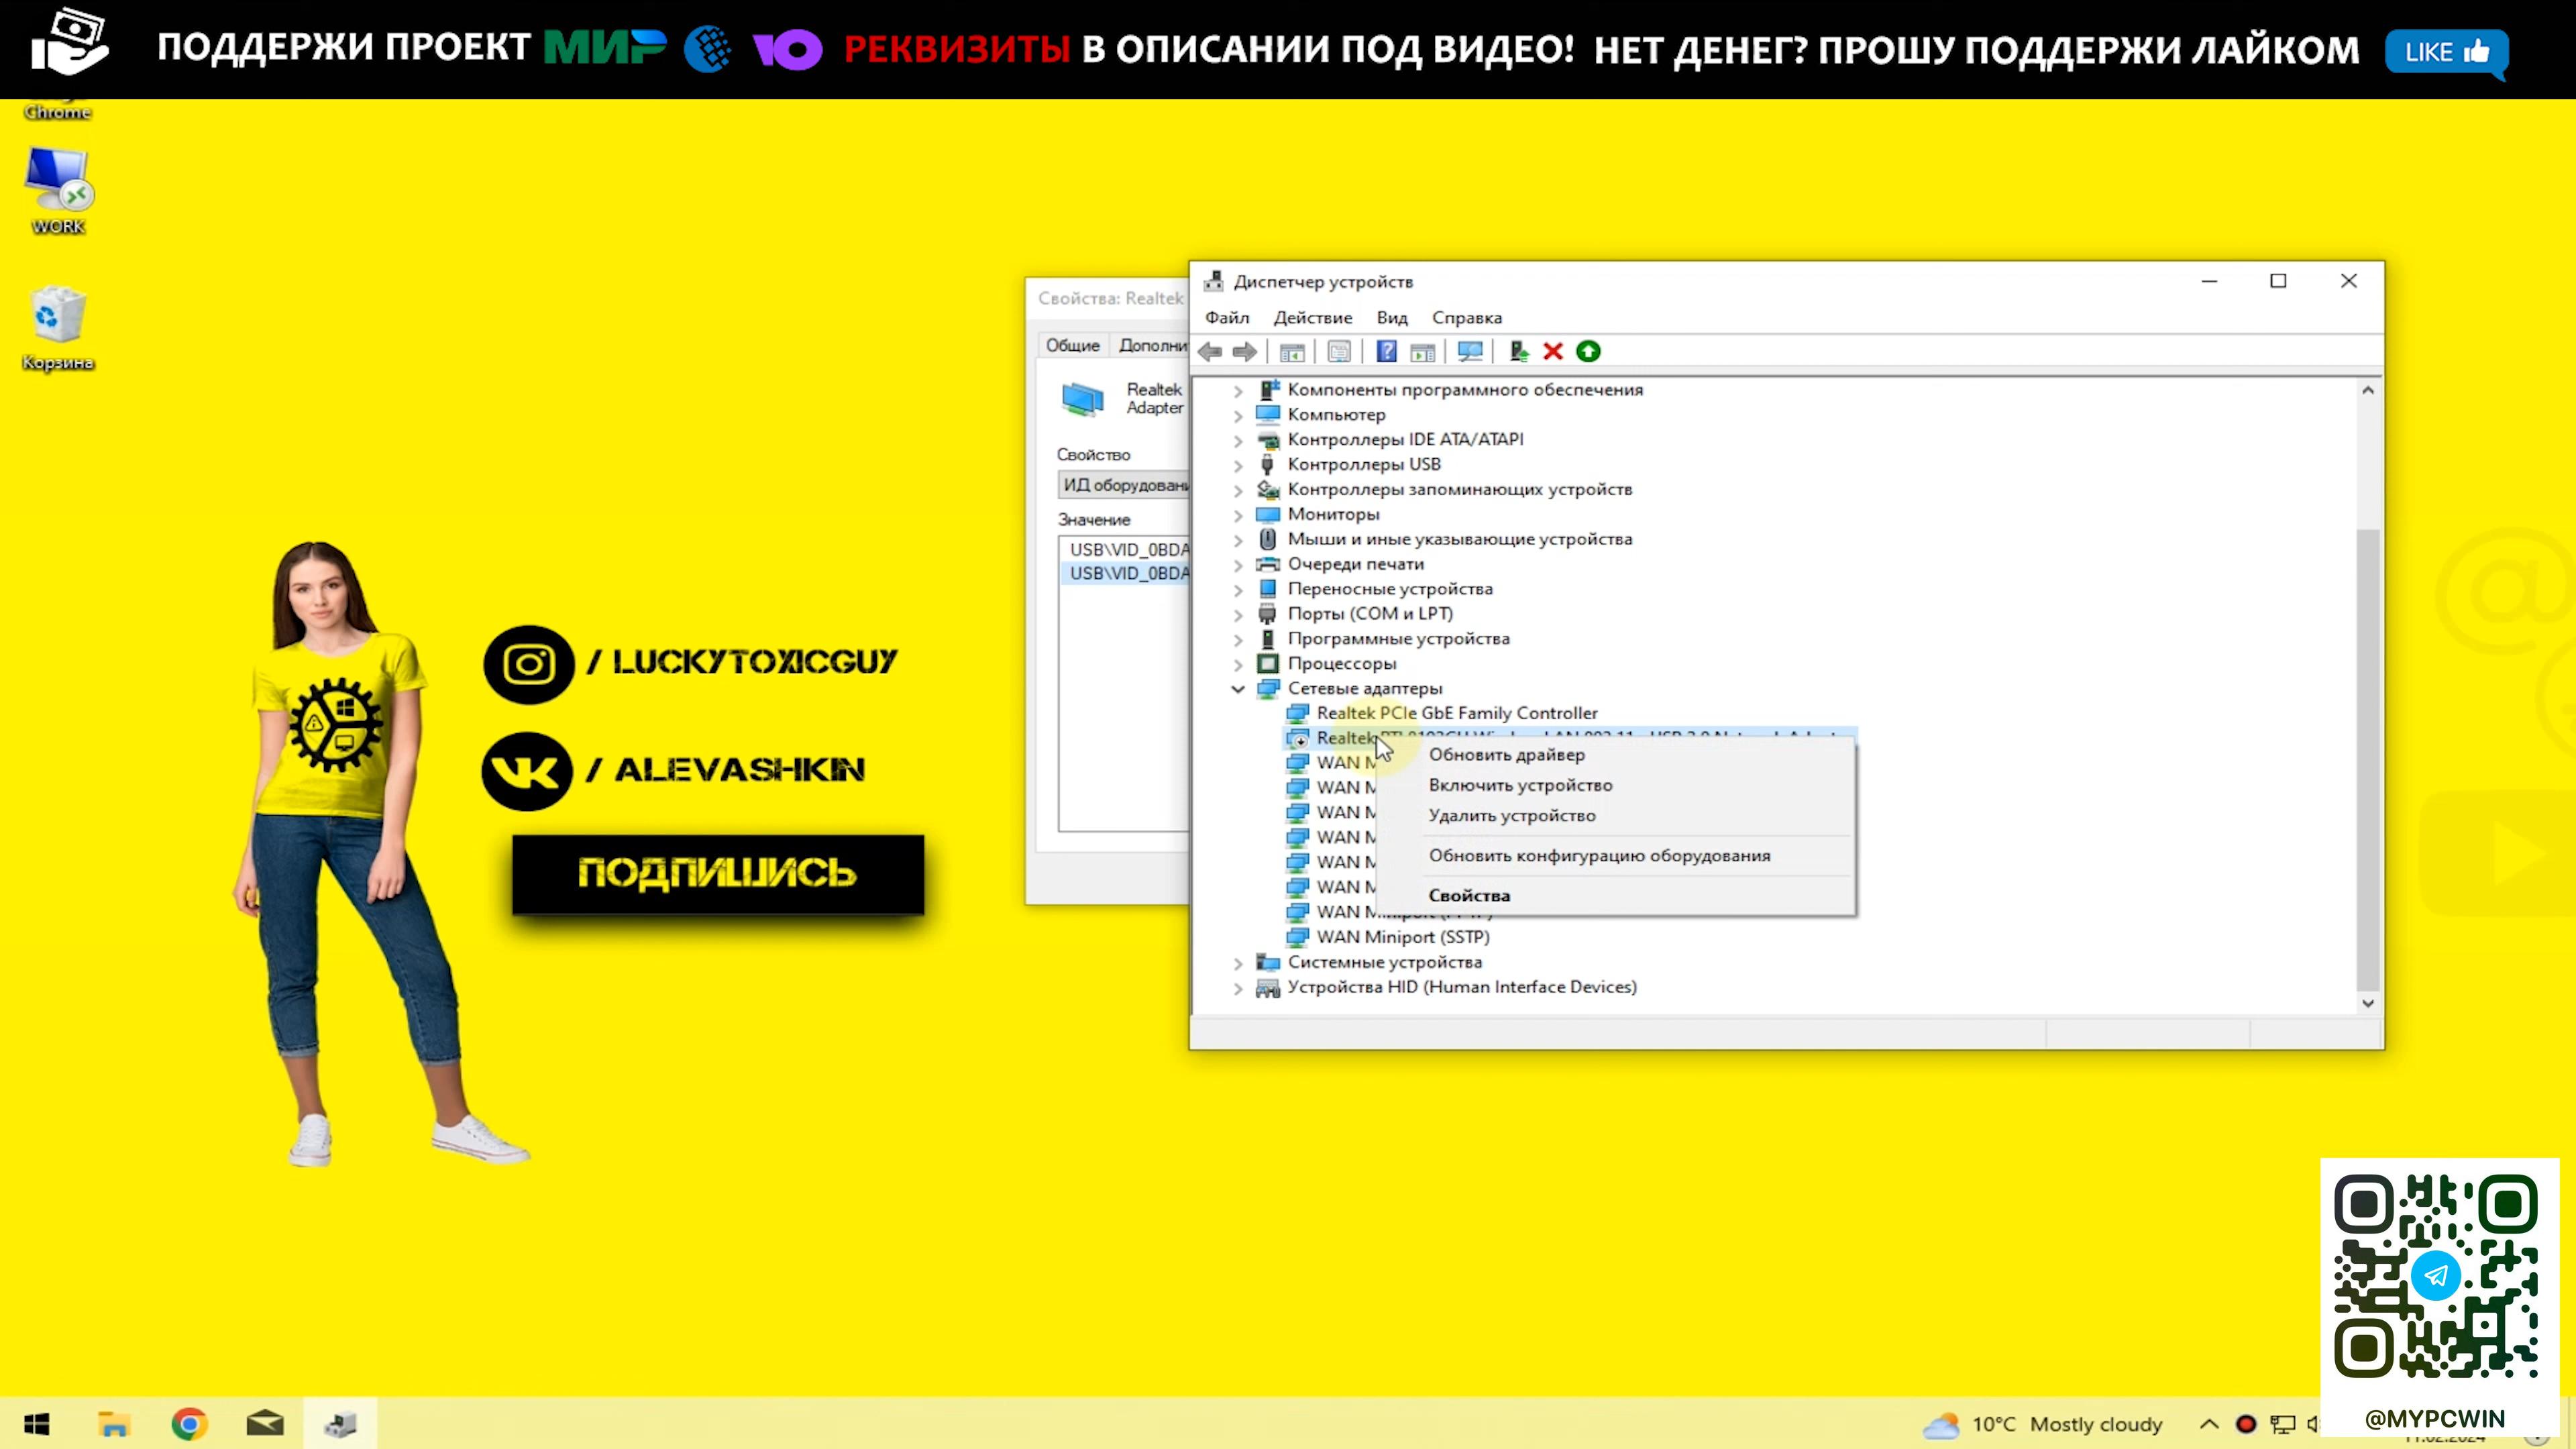 ПОДДЕРЖИ ПРОЕКТ МИР Ю РЕКВИЗИТЫ В ОПИСАНИИ ПОД ВИДЕО! НЕТ ДЕНЕГ? ПРОШУ ПОДДЕРЖИ ЛАЙКОМ LIKE
Chrome
WORK
Корзина
/ LUCKYTOXICGUY
/ ALEVASHKIN
ПОДПИШИСЬ
Свойства: Realtek
Общие
Realtek
Adapter
Свойство
Значение
USB\VID_0BDA
USB\VID_0BDA
Диспетчер устройств
Файл Действие Вид Справка
Компоненты программного обеспечения
Компьютер
Контроллеры IDE ATA/ATAPI
Контроллеры USB
Контроллеры запоминающих устройств
Мониторы
Мыши и иные указывающие устройства
Очереди печати
Переносные устройства
Порты (COM и LPT)
Программные устройства
Процессоры
Сетевые адаптеры
Realtek PCIe GbE Family Controller
Realtek
WAN
WAN
WAN
WAN
WAN
WAN
WAN
WAN Miniport (SSTP)
Системные устройства
Устройства HID (Human Interface Devices)
Обновить драйвер
Включить устройство
Удалить устройство
Обновить конфигурацию оборудования
Свойства
10°C Mostly cloudy
@MYPCWIN